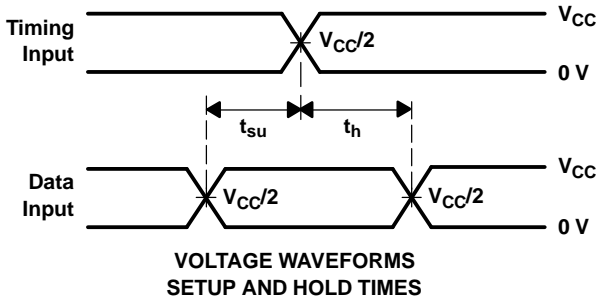 Timing
Input
V_CC
V_CC/2
0 V
t_su
t_h
Data
Input
V_CC
V_CC/2
V_CC/2
0 V
VOLTAGE WAVEFORMS
SETUP AND HOLD TIMES